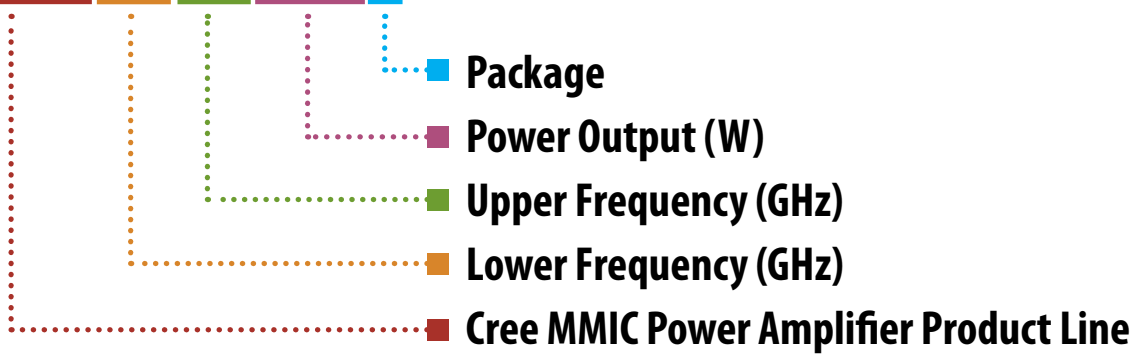 Package
Power Output (W)
Upper Frequency (GHz)
Lower Frequency (GHz)
Cree MMIC Power Amplifier Product Line